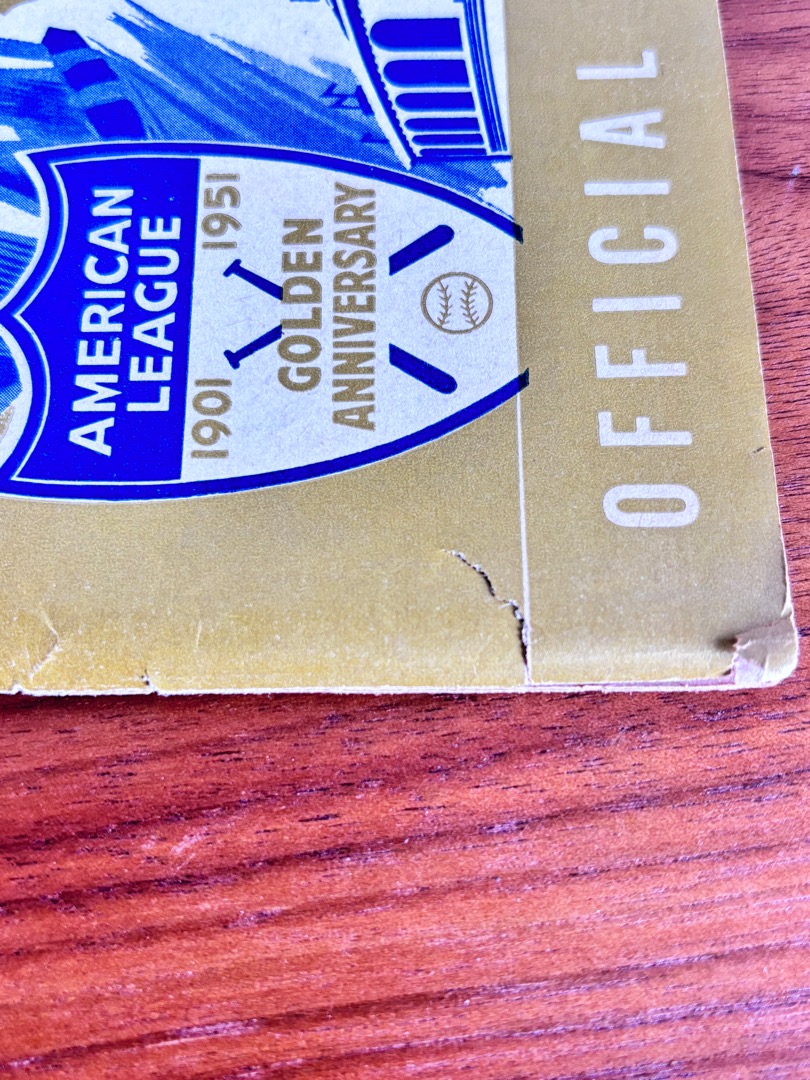 AMERICAN
LEAGUE
1901 1951
GOLDEN
ANNIVERSARY
OFFICIAL